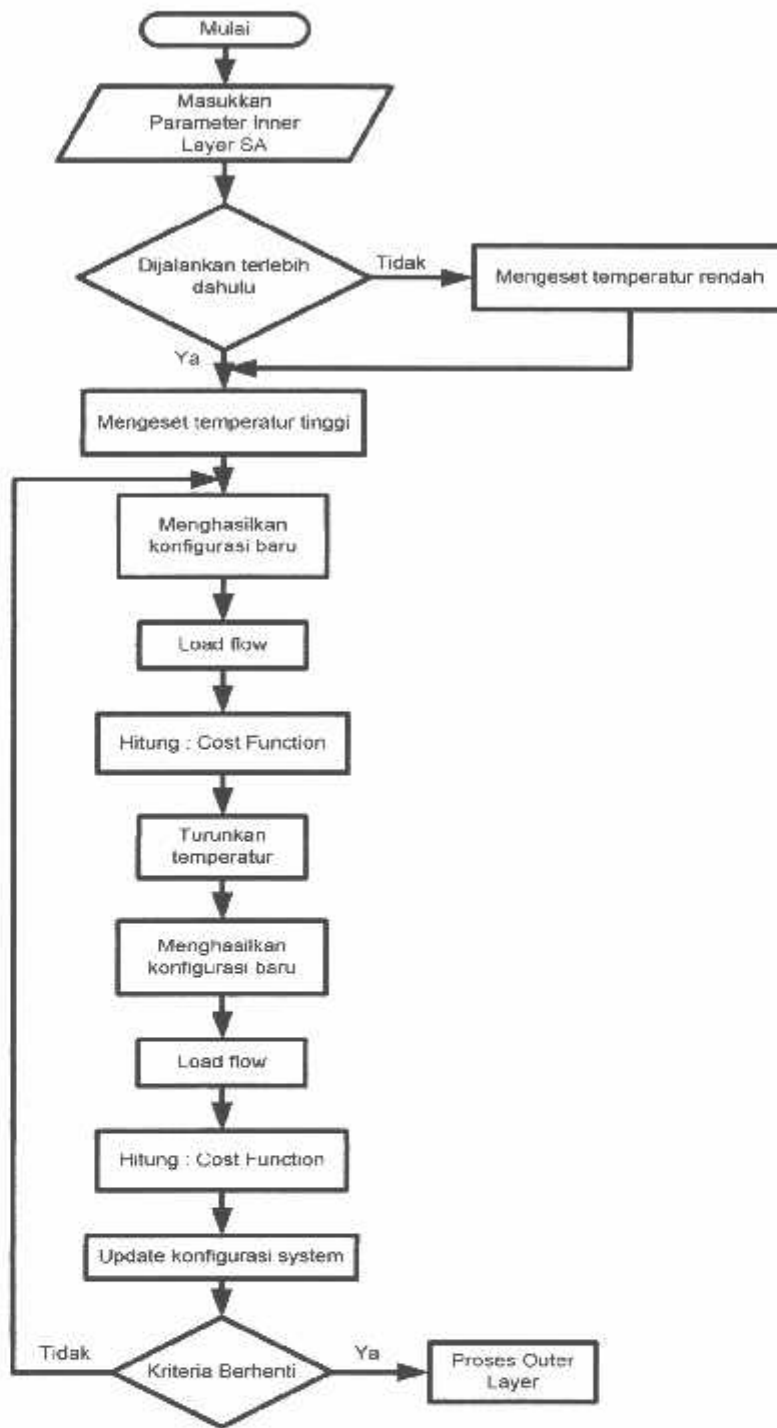 Mulai
Masukkan
Parameter Inner
Layer SA
Dijalankan terlebih
dahulu
Tidak
Mengeset temperatur rendah
Ya
Mengeset temperatur tinggi
Menghasilkan
konfigurasi baru
Load flow
Hitung : Cost Function
Turunkan
temperatur
Menghasilkan
konfigurasi baru
Load flow
Hitung : Cost Function
Update konfigurasi system
Tidak
Kriteria Berhenti
Ya
Proses Outer
Layer